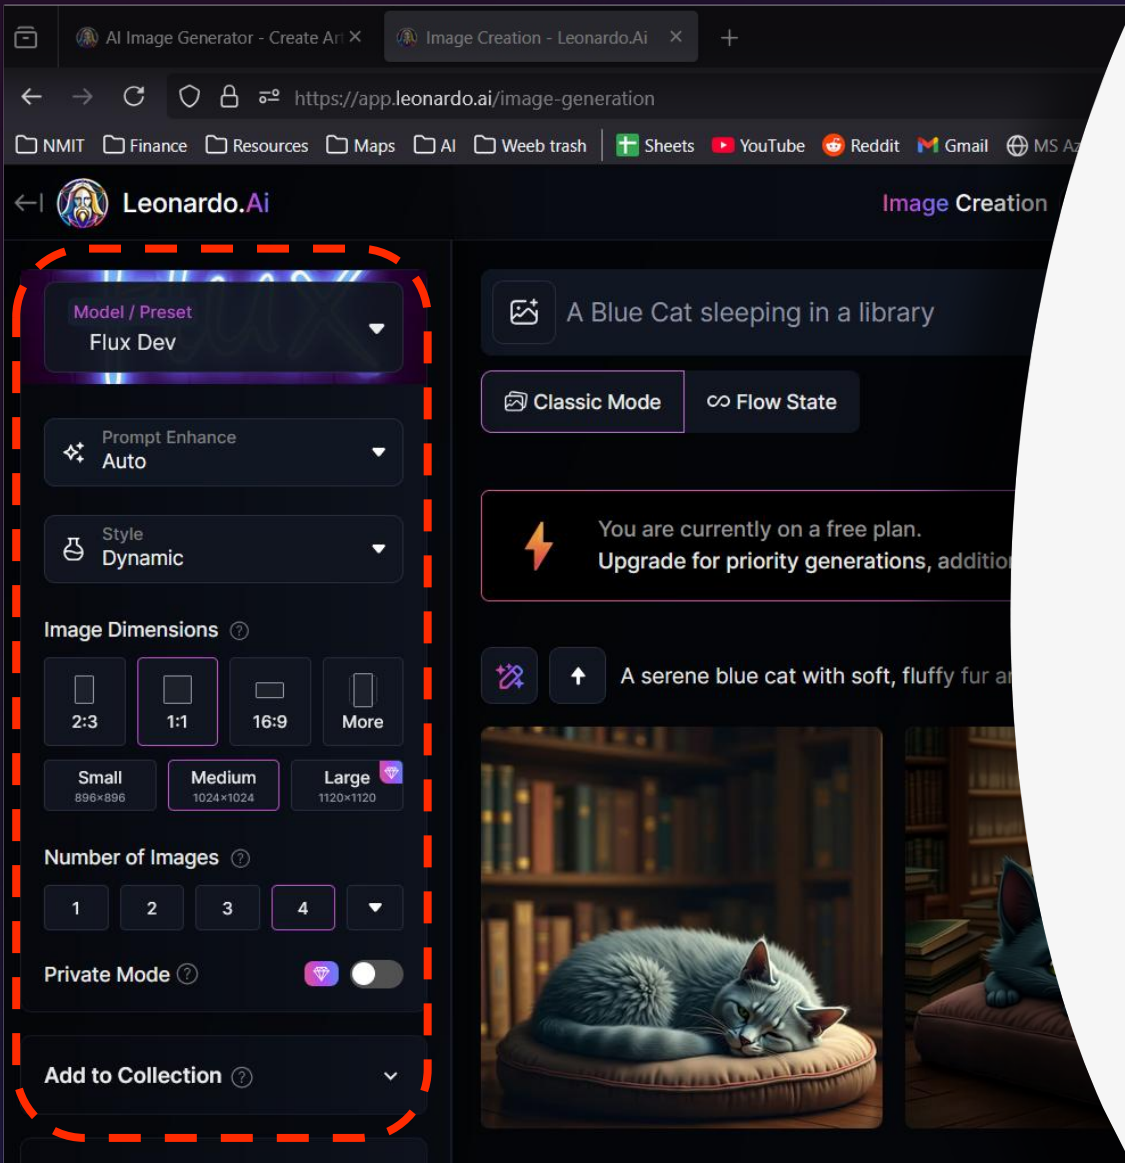 AI Image Generator - Create Ar
Image Creation - Leonardo.Ai
https://app.leonardo.ai/image-generation
NMIT Finance Resources Maps AI Weeb trash Sheets YouTube Reddit Gmail MS Az
Leonardo.Ai
Image Creation
Model / Preset
Flux Dev
A Blue Cat sleeping in a library
Classic Mode
Flow State
Prompt Enhance
Auto
Style
Dynamic
You are currently on a free plan.
Upgrade for priority generations, additio
Image Dimensions
2:3 1:1 16:9 More
Small Medium Large
896×896 1024×1024 1120×1120
A serene blue cat with soft, fluffy fur ar
Number of Images
1 2 3 4
Private Mode
Add to Collection